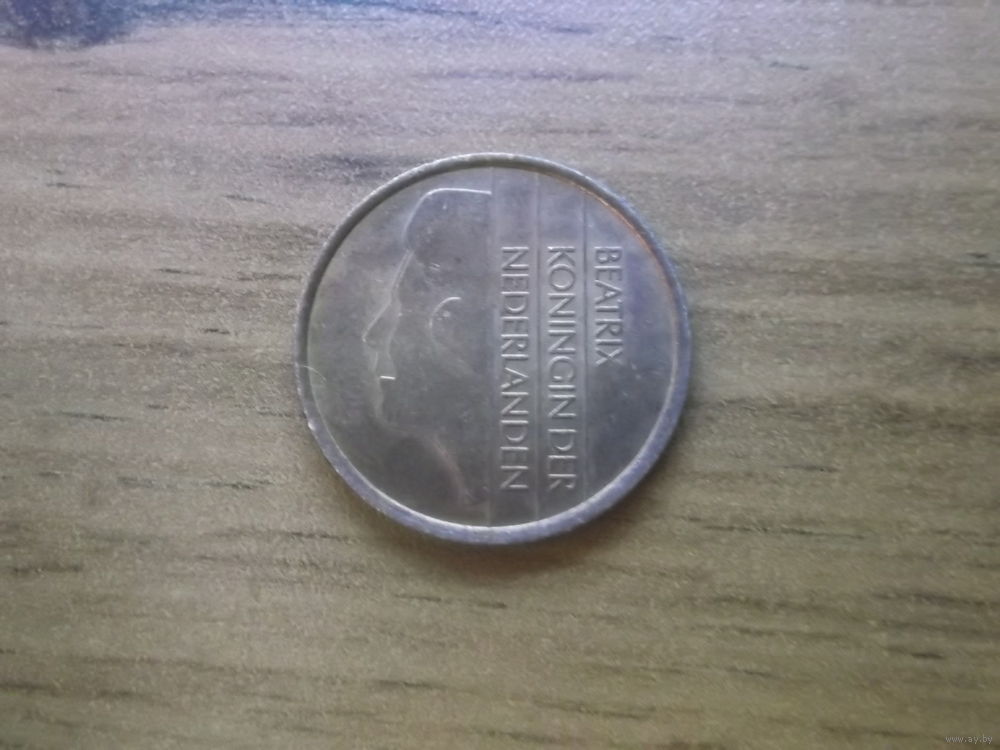 BEATRIX
KONINGIN DER
NEDERLANDEN
www.ay.by